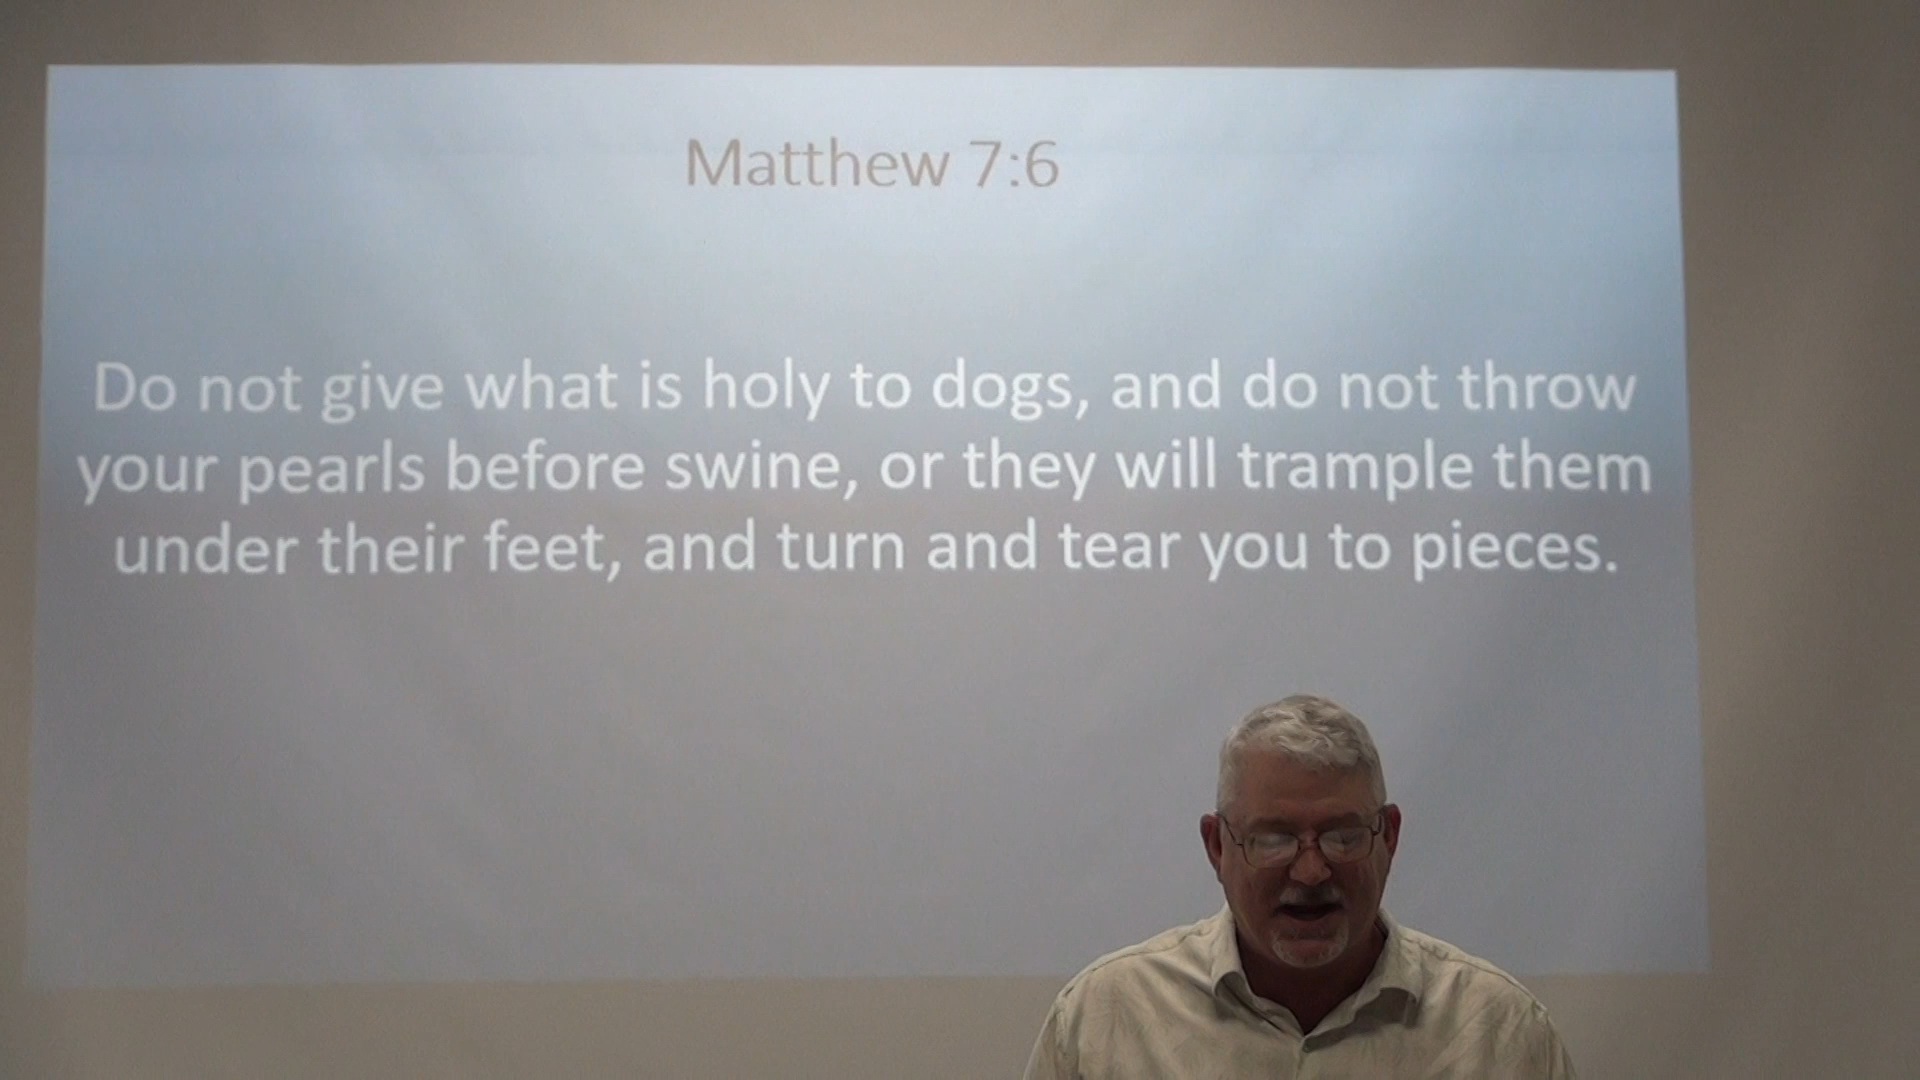 Matthew 7:6
Do not give what is holy to dogs, and do not throw
your pearls before swine, or they will trample them
under their feet, and turn and tear you to pieces.